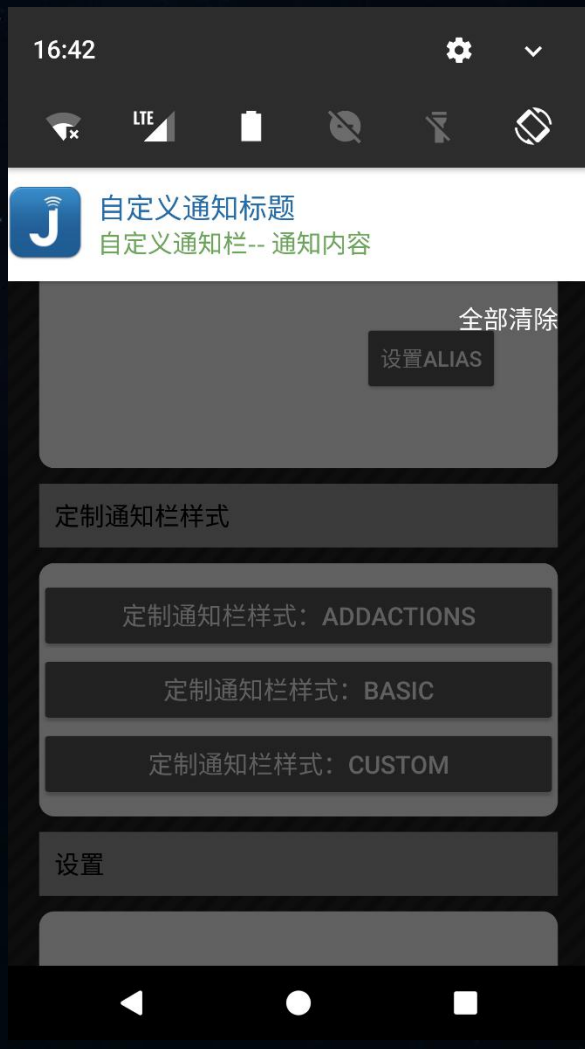 16:42
LTE
自定义通知标题
自定义通知栏-- 通知内容
全部清除
设置ALIAS
定制通知栏样式
定制通知栏样式：ADDACTIONS
定制通知栏样式：BASIC
定制通知栏样式：CUSTOM
设置